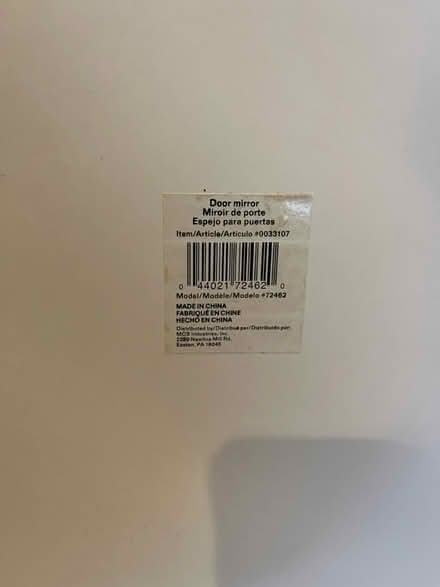 Door mirror
Miroir de porte
Espejo para puertas
Item/Article/Artículo #0033107
0 44021 72462 0
Model/Modèle/Modelo #72462
MADE IN CHINA
FABRIQUÉ EN CHINE
HECHO EN CHINA
Distributed by/Distribué par/Distribuido por:
MCS Industries, Inc.
2280 Newlins Mill Rd.
Easton, PA 18045